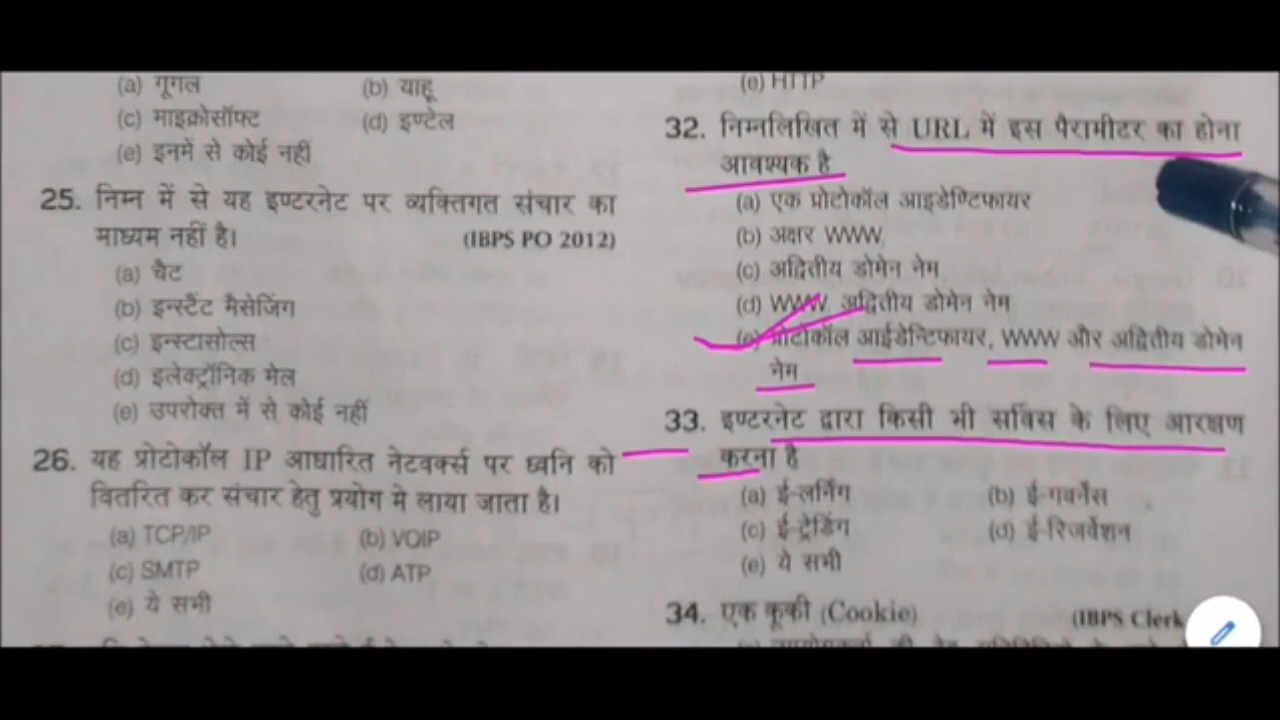 (a) गूगल (b) याहू
(c) माइक्रोसॉफ्ट (d) इण्टेल
(e) इनमें से कोई नहीं
25. निम्न में से यह इण्टरनेट पर व्यक्तिगत संचार का
माध्यम नहीं है। (IBPS PO 2012)
(a) चैट
(b) इन्स्टैंट मैसेजिंग
(c) इन्स्टासोल्स
(d) इलेक्ट्रॉनिक मेल
(e) उपरोक्त में से कोई नहीं
26. यह प्रोटोकॉल IP आधारित नेटवर्क्स पर ध्वनि को
वितरित कर संचार हेतु प्रयोग मे लाया जाता है।
(a) TCP/IP (b) VOIP
(c) SMTP (d) ATP
(e) ये सभी
(e) HTTP
32. निम्नलिखित में से URL में इस पैरामीटर का होना
आवश्यक है
(a) एक प्रोटोकॉल आइडेण्टिफायर
(b) अक्षर WWW.
(c) अद्वितीय डोमेन नेम
(d) WWW. अद्वितीय डोमेन नेम
(e) प्रोटोकॉल आईडेन्टिफायर, WWW और अद्वितीय डोमेन
नेम
33. इण्टरनेट द्वारा किसी भी सर्विस के लिए आरक्षण
करना है
(a) ई-लर्निंग (b) ई-गवर्नेंस
(c) ई-ट्रेडिंग (d) ई-रिजर्वेशन
(e) ये सभी
34. एक कूकी (Cookie) (IBPS Clerk